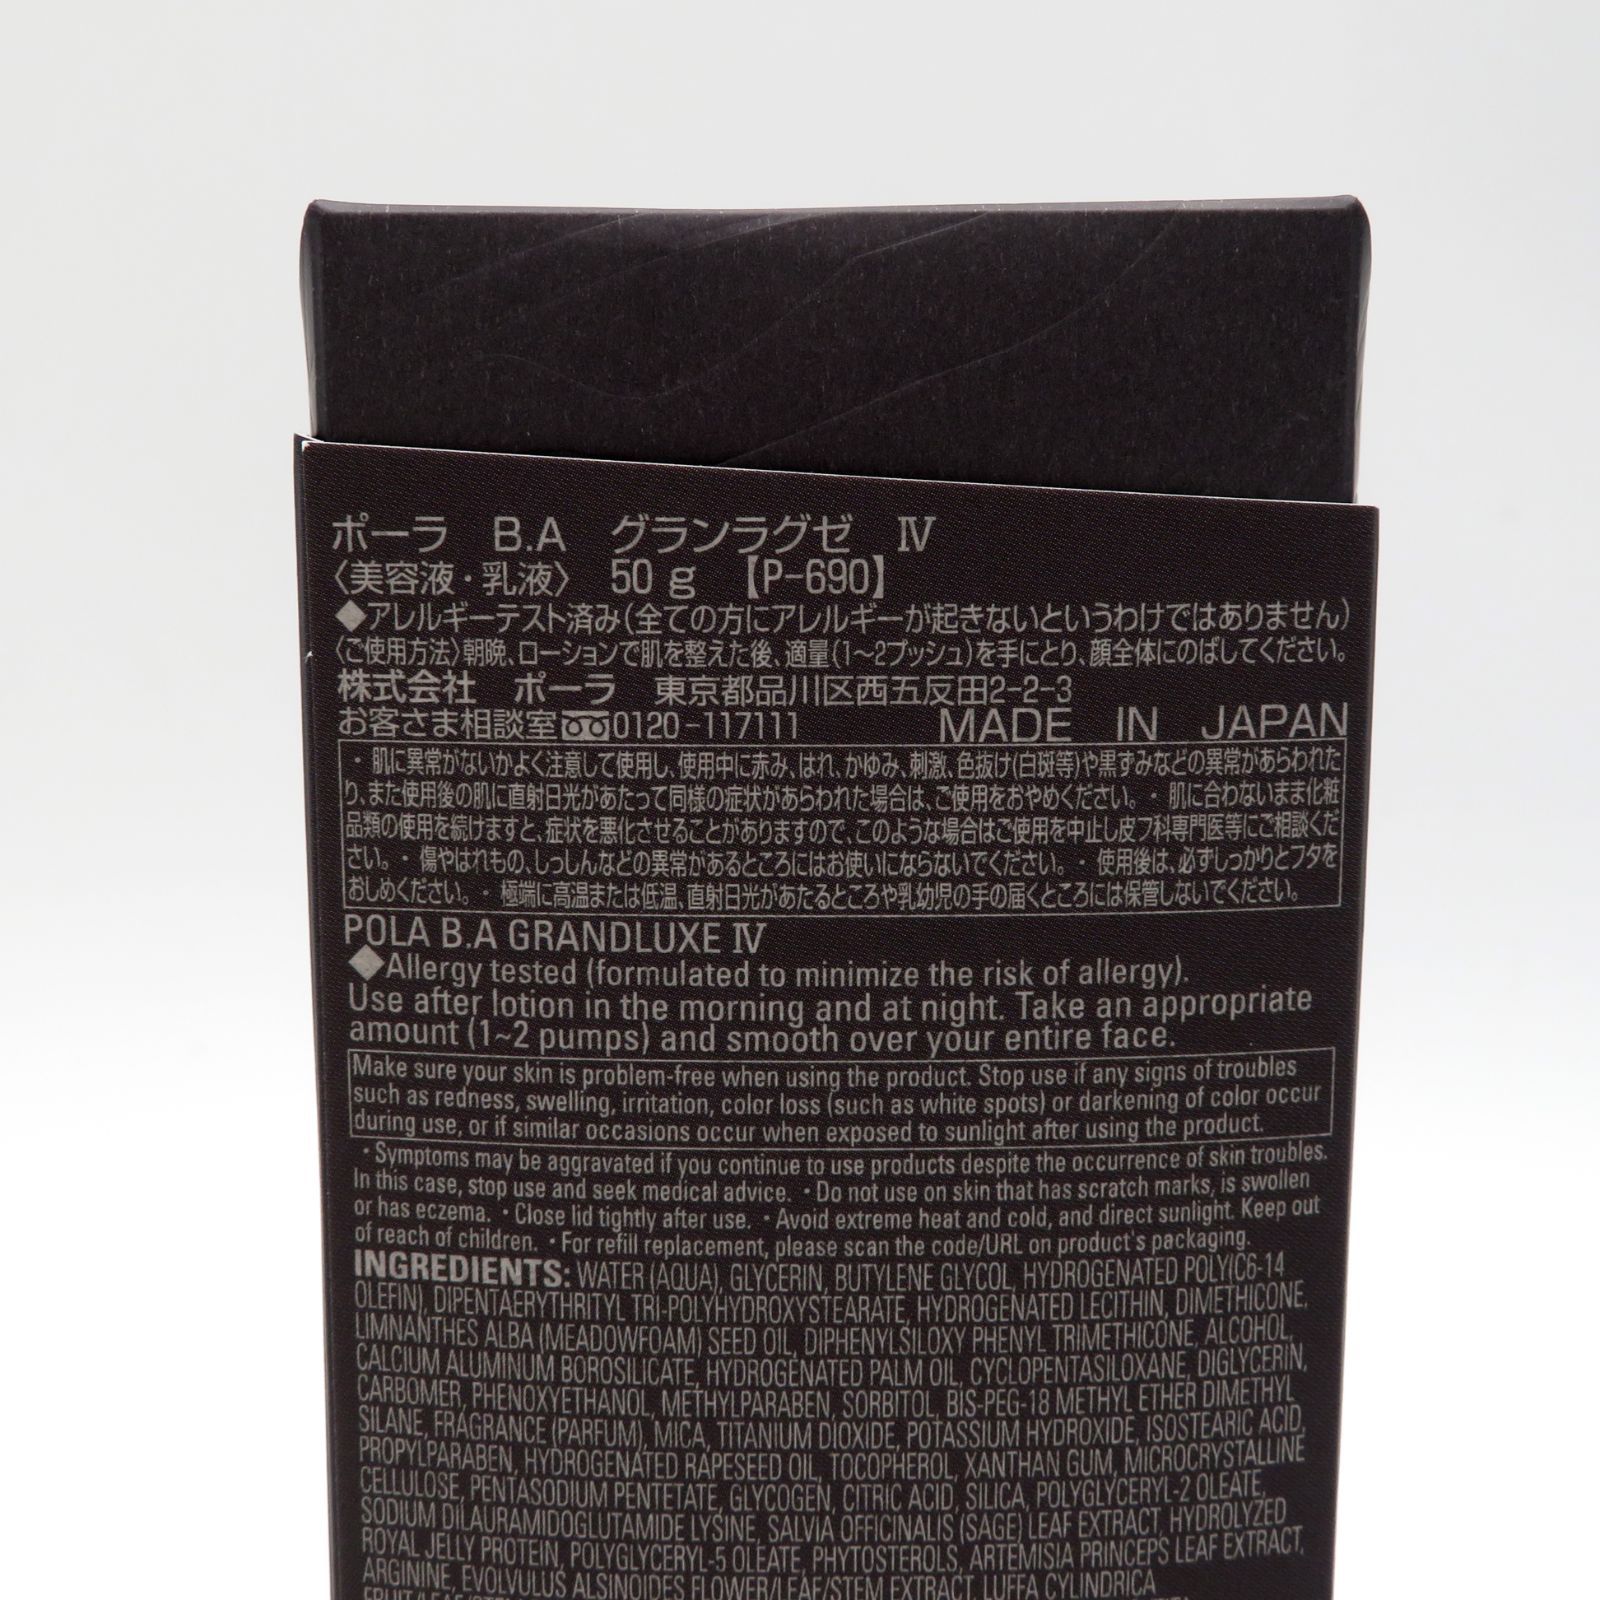 ポーラ B.A グランラグゼ Ⅳ
〈美容液・乳液〉 50ｇ 【P-690】
◆アレルギーテスト済み(全ての方にアレルギーが起きないというわけではありません)
〈ご使用方法〉朝晩、ローションで肌を整えた後、適量(1〜2プッシュ)を手にとり、顔全体にのばしてください。
株式会社 ポーラ 東京都品川区西五反田2-2-3
お客さま相談室 0120-117111 MADE IN JAPAN
・肌に異常がないかよく注意して使用し、使用中に赤み、はれ、かゆみ、刺激、色抜け(白斑等)や黒ずみなどの異常があらわれた
り、また使用後の肌に直射日光があたって同様の症状があらわれた場合は、ご使用をおやめください。・肌に合わないまま化粧
品類の使用を続けますと、症状を悪化させることがありますので、このような場合はご使用を中止し皮フ科専門医等にご相談くだ
さい。・傷やはれもの、しっしんなどの異常があるところにはお使いにならないでください。・使用後は、必ずしっかりとフタを
おしめください。・極端に高温または低温、直射日光があたるところや乳幼児の手の届くところには保管しないでください。
POLA B.A GRANDLUXE Ⅳ
◆Allergy tested (formulated to minimize the risk of allergy).
Use after lotion in the morning and at night. Take an appropriate
amount (1~2 pumps) and smooth over your entire face.
Make sure your skin is problem-free when using the product. Stop use if any signs of troubles
such as redness, swelling, irritation, color loss (such as white spots) or darkening of color occur
during use, or if similar occasions occur when exposed to sunlight after using the product.
・Symptoms may be aggravated if you continue to use products despite the occurrence of skin troubles.
In this case, stop use and seek medical advice. ・Do not use on skin that has scratch marks, is swollen
or has eczema. ・Close lid tightly after use. ・Avoid extreme heat and cold, and direct sunlight. Keep out
of reach of children. ・For refill replacement, please scan the code/URL on product's packaging.
INGREDIENTS: WATER (AQUA), GLYCERIN, BUTYLENE GLYCOL, HYDROGENATED POLY(C6-14
OLEFIN), DIPENTAERYTHRITYL TRI-POLYHYDROXYSTEARATE, HYDROGENATED LECITHIN, DIMETHICONE,
LIMNANTHES ALBA (MEADOWFOAM) SEED OIL, DIPHENYLSILOXY PHENYL TRIMETHICONE, ALCOHOL,
CALCIUM ALUMINUM BOROSILICATE, HYDROGENATED PALM OIL, CYCLOPENTASILOXANE, DIGLYCERIN,
CARBOMER, PHENOXYETHANOL, METHYLPARABEN, SORBITOL, BIS-PEG-18 METHYL ETHER DIMETHYL
SILANE, FRAGRANCE (PARFUM), MICA, TITANIUM DIOXIDE, POTASSIUM HYDROXIDE, ISOSTEARIC ACID,
PROPYLPARABEN, HYDROGENATED RAPESEED OIL, TOCOPHEROL, XANTHAN GUM, MICROCRYSTALLINE
CELLULOSE, PENTASODIUM PENTETATE, GLYCOGEN, CITRIC ACID, SILICA, POLYGLYCERYL-2 OLEATE,
SODIUM DILAURAMIDOGLUTAMIDE LYSINE, SALVIA OFFICINALIS (SAGE) LEAF EXTRACT, HYDROLYZED
ROYAL JELLY PROTEIN, POLYGLYCERYL-5 OLEATE, PHYTOSTEROLS, ARTEMISIA PRINCEPS LEAF EXTRACT,
ARGININE, EVOLVULUS ALSINOIDES FLOWER/LEAF/STEM EXTRACT, LUFFA CYLINDRICA